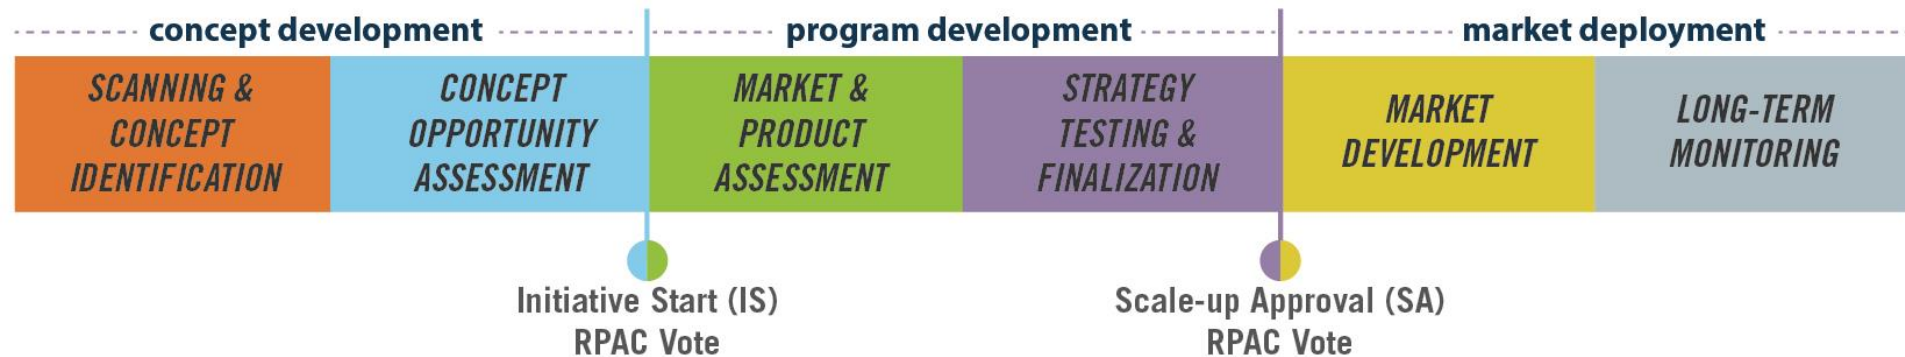 concept development
program development
market deployment
SCANNING &
CONCEPT
IDENTIFICATION
CONCEPT
OPPORTUNITY
ASSESSMENT
MARKET &
PRODUCT
ASSESSMENT
STRATEGY
TESTING &
FINALIZATION
MARKET
DEVELOPMENT
LONG-TERM
MONITORING
Initiative Start (IS)
RPAC Vote
Scale-up Approval (SA)
RPAC Vote